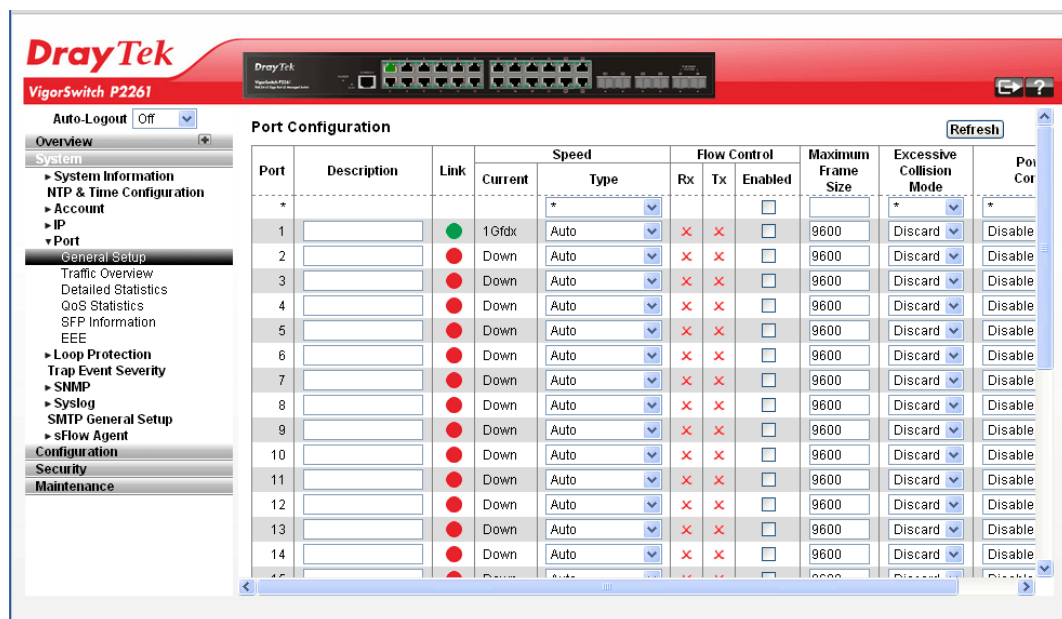 DrayTek
VigorSwitch P2261
DrayTek
Auto-Logout Off
Overview
System
System Information
NTP & Time Configuration
Account
IP
Port
General Setup
Traffic Overview
Detailed Statistics
QoS Statistics
SFP Information
EEE
Loop Protection
Trap Event Severity
SNMP
Syslog
SMTP General Setup
sFlow Agent
Configuration
Security
Maintenance
Port Configuration
Refresh
Port Description Link Speed Flow Control Maximum Frame Size Excessive Collision Mode
Current Type Rx Tx Enabled
* * * *
1 1Gfdx Auto x x 9600 Discard Disable
2 Down Auto x x 9600 Discard Disable
3 Down Auto x x 9600 Discard Disable
4 Down Auto x x 9600 Discard Disable
5 Down Auto x x 9600 Discard Disable
6 Down Auto x x 9600 Discard Disable
7 Down Auto x x 9600 Discard Disable
8 Down Auto x x 9600 Discard Disable
9 Down Auto x x 9600 Discard Disable
10 Down Auto x x 9600 Discard Disable
11 Down Auto x x 9600 Discard Disable
12 Down Auto x x 9600 Discard Disable
13 Down Auto x x 9600 Discard Disable
14 Down Auto x x 9600 Discard Disable